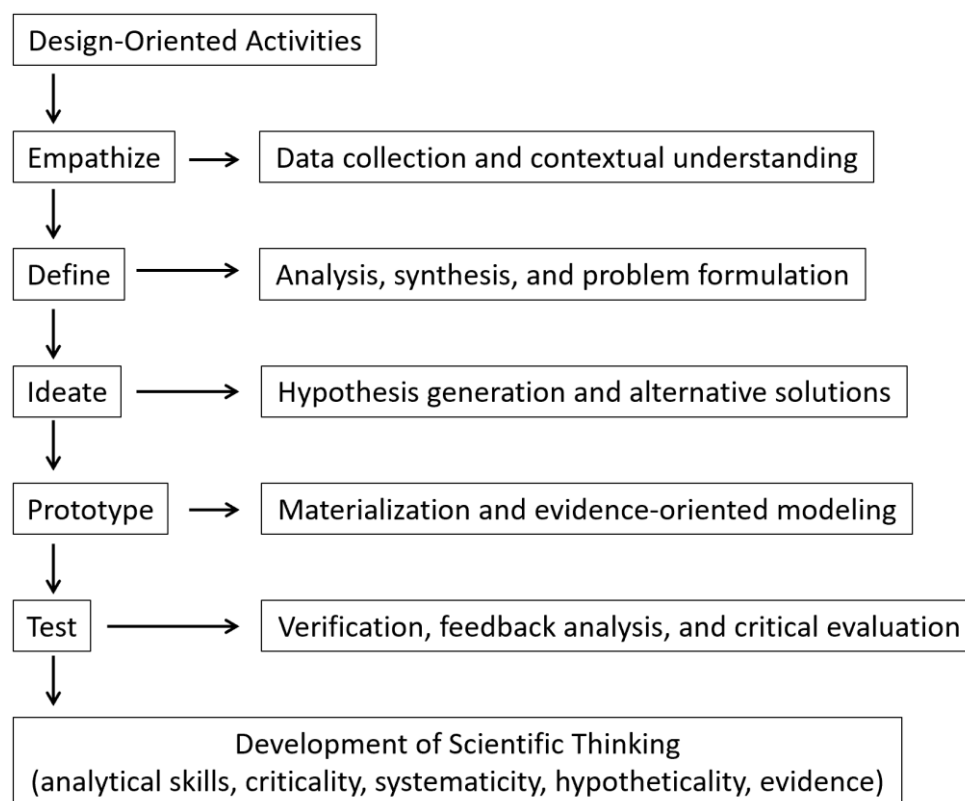 Design-Oriented Activities
Empathize
Data collection and contextual understanding
Define
Analysis, synthesis, and problem formulation
Ideate
Hypothesis generation and alternative solutions
Prototype
Materialization and evidence-oriented modeling
Test
Verification, feedback analysis, and critical evaluation
Development of Scientific Thinking
(analytical skills, criticality, systematicity, hypotheticality, evidence)